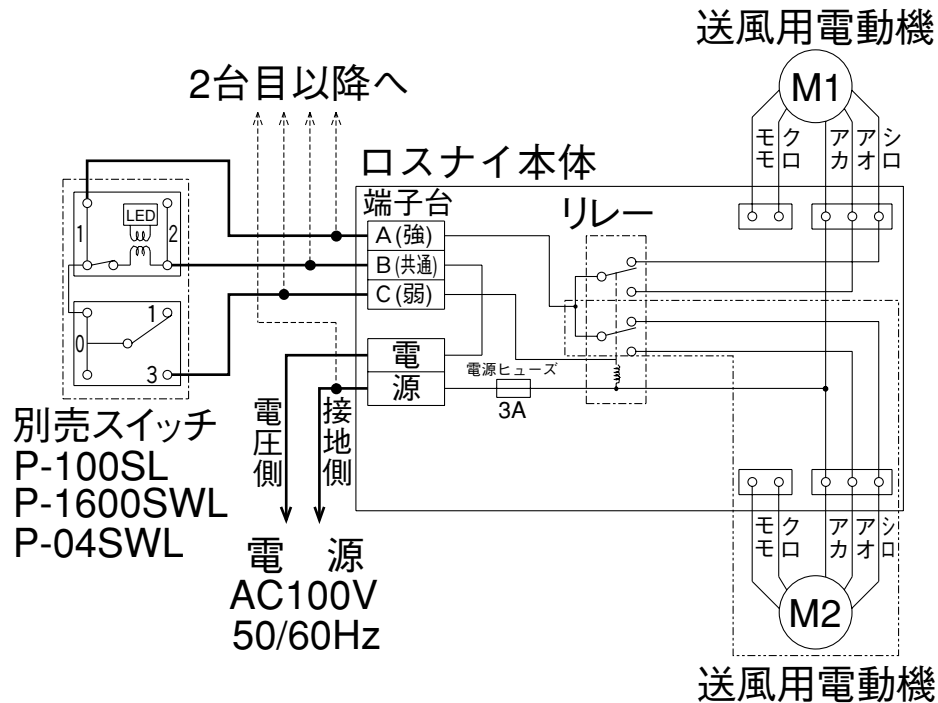 送風用電動機
M1
2台目以降へ
モモ
クロ
アカ
アオ
シロ
ロスナイ本体
端子台
リレー
LED
1
2
A(強)
B(共通)
C(弱)
0
1
3
電
源
電源ヒューズ
3A
別売スイッチ
P-100SL
P-1600SWL
P-04SWL
電圧側
接地側
電 源
AC100V
50/60Hz
モモ
クロ
アカ
アオ
シロ
M2
送風用電動機